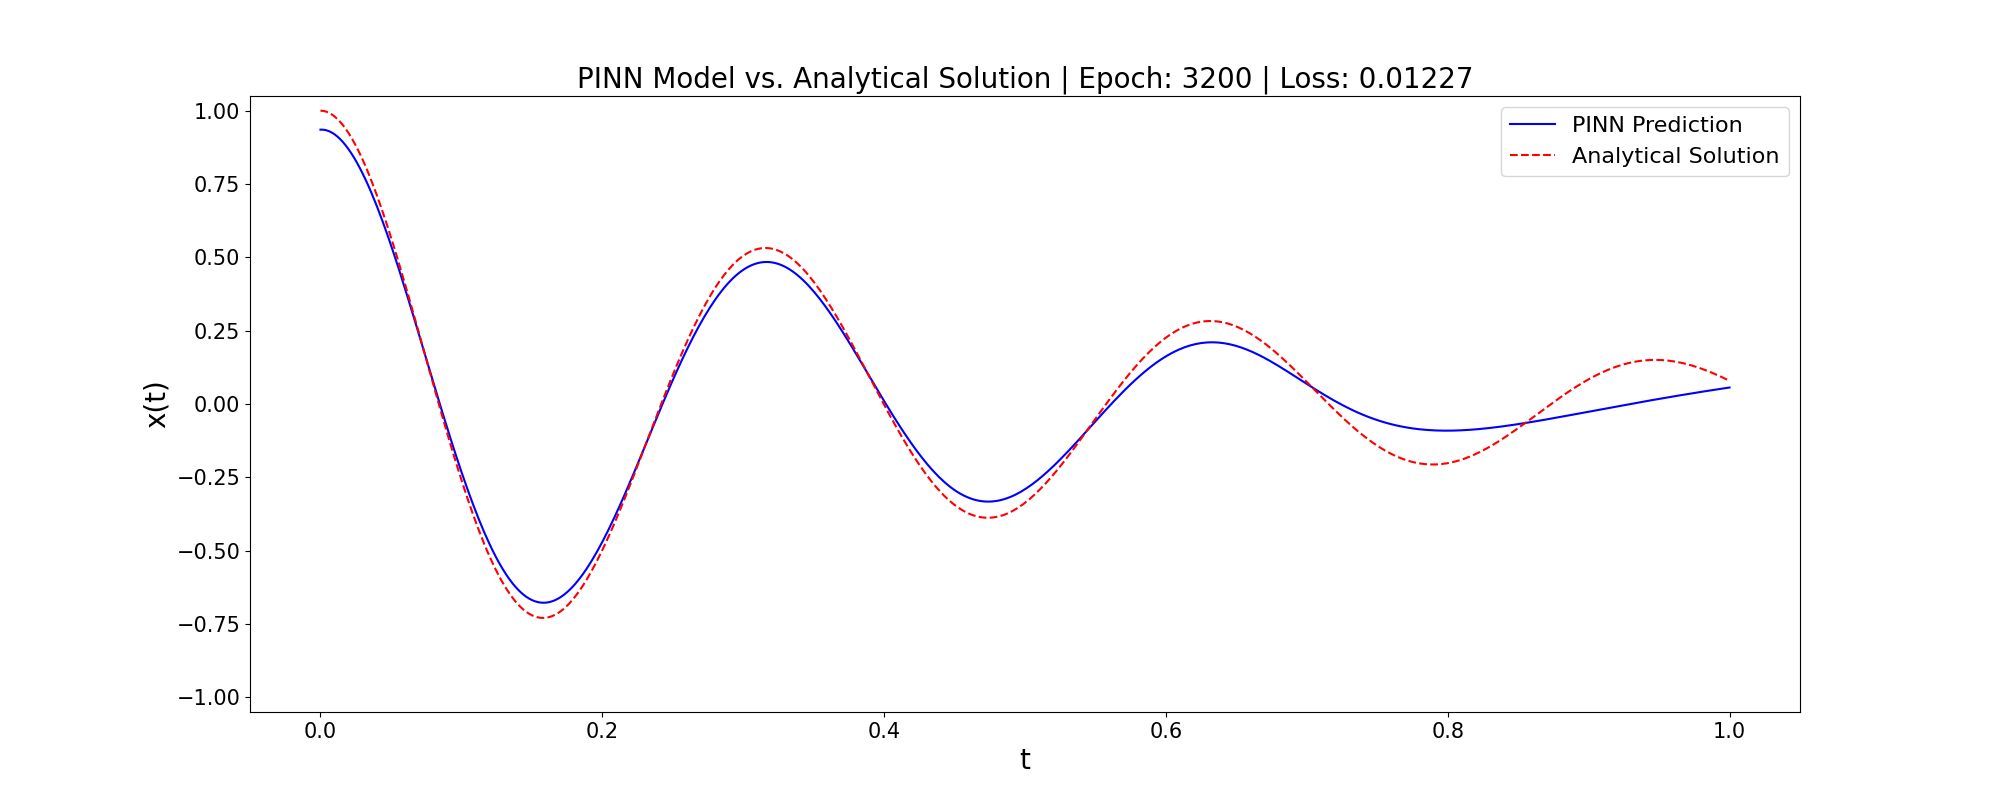 PINN Model vs. Analytical Solution | Epoch: 3200 | Loss: 0.01227
PINN Prediction
Analytical Solution
1.00
0.75
0.50
0.25
0.00
−0.25
−0.50
−0.75
−1.00
x(t)
0.0 0.2 0.4 0.6 0.8 1.0
t